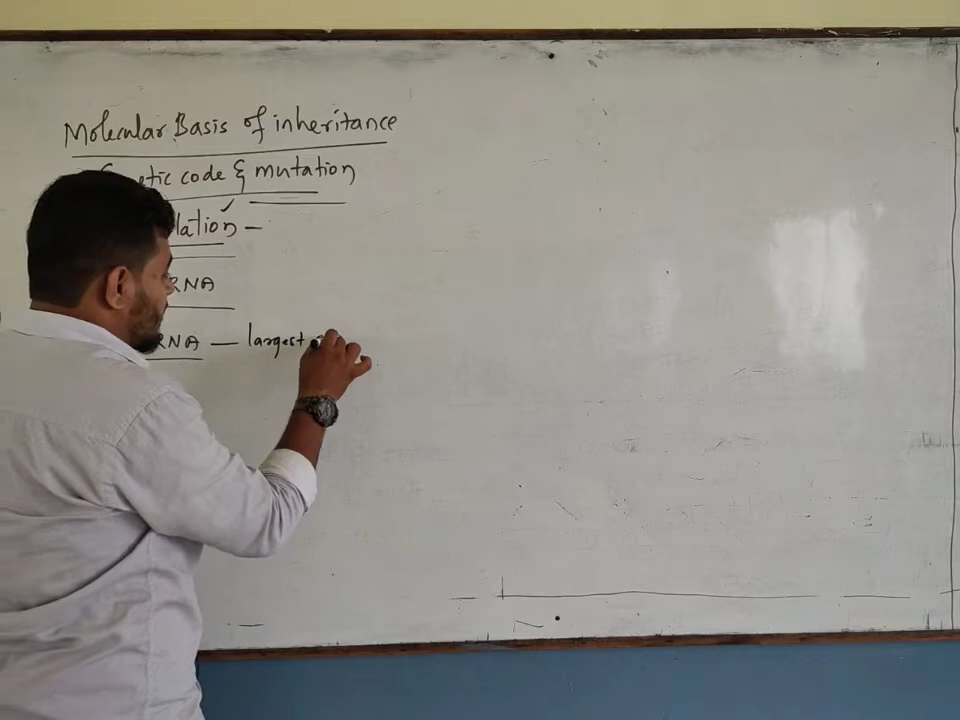 Molecular Basis of inheritance
etic code & mutation
lation -
RNA
RNA - largest